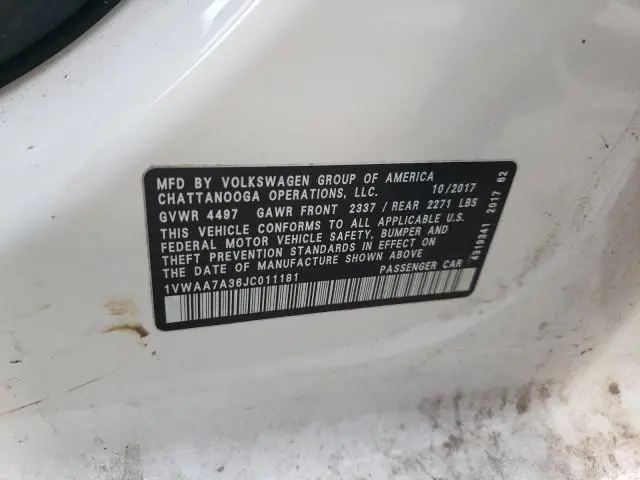 MFD BY VOLKSWAGEN GROUP OF AMERICA
CHATTANOOGA OPERATIONS, LLC. 10/2017
GVWR 4497 GAWR FRONT 2337 / REAR 2271 LBS
THIS VEHICLE CONFORMS TO ALL APPLICABLE U.S.
FEDERAL MOTOR VEHICLE SAFETY, BUMPER AND
THEFT PREVENTION STANDARDS IN EFFECT ON
THE DATE OF MANUFACTURE SHOWN ABOVE
1VWAA7A36JC011181 PASSENGER CAR
4919341 2017 62